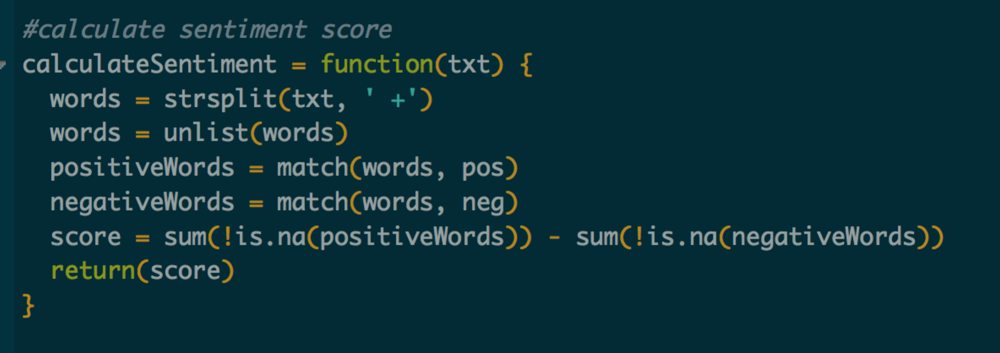 #calculate sentiment score
calculateSentiment = function(txt) {
  words = strsplit(txt, ' +')
  words = unlist(words)
  positiveWords = match(words, pos)
  negativeWords = match(words, neg)
  score = sum(!is.na(positiveWords)) - sum(!is.na(negativeWords))
  return(score)
}